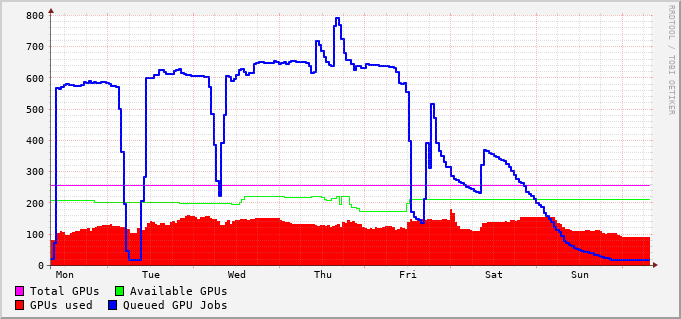 800
700
600
500
400
300
200
100
0
Mon Tue Wed Thu Fri Sat Sun
Total GPUs Available GPUs
GPUs used Queued GPU Jobs
RRDTOOL / TOBI OETIKER